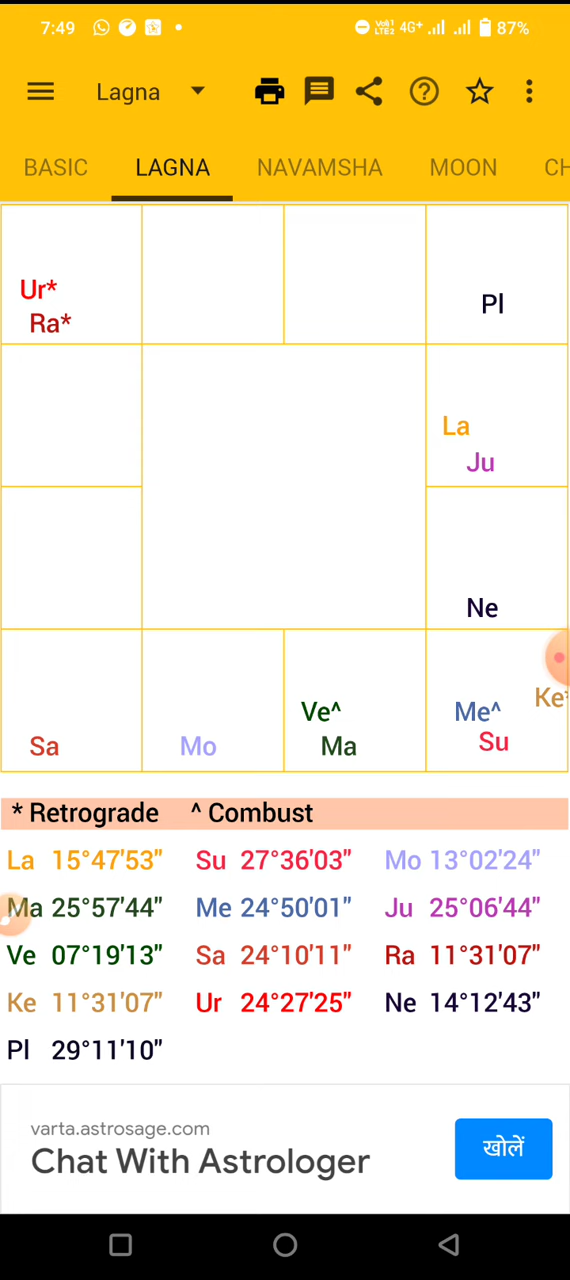 7:49 4G+ 87%
Lagna
BASIC LAGNA NAVAMSHA MOON CH
Ur*
Ra*
Pl
La
Ju
Ne
Ve^ Me^ Ke*
Sa Mo Ma Su
* Retrograde ^ Combust
La 15°47'53" Su 27°36'03" Mo 13°02'24"
Ma 25°57'44" Me 24°50'01" Ju 25°06'44"
Ve 07°19'13" Sa 24°10'11" Ra 11°31'07"
Ke 11°31'07" Ur 24°27'25" Ne 14°12'43"
Pl 29°11'10"
varta.astrosage.com
Chat With Astrologer
खोलें